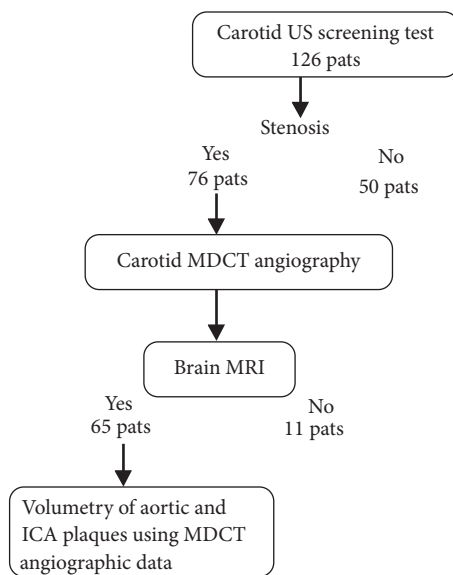 Carotid US screening test
126 pats
Stenosis
Yes
76 pats
No
50 pats
Carotid MDCT angiography
Brain MRI
Yes
65 pats
No
11 pats
Volumetry of aortic and
ICA plaques using MDCT
angiographic data